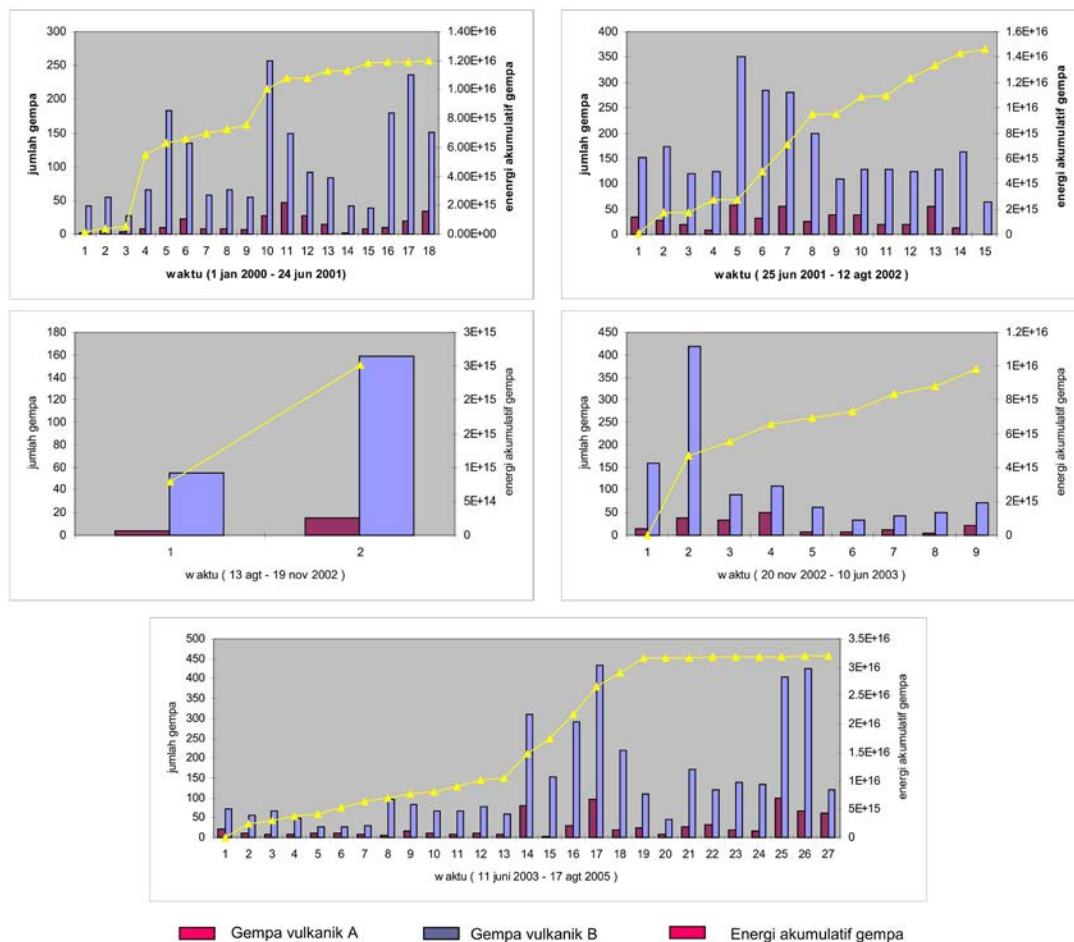 300
250
200
150
100
50
0
jumlah gempa
1 2 3 4 5 6 7 8 9 10 11 12 13 14 15 16 17 18
waktu (1 jan 2000 - 24 jun 2001)
1.40E+16
1.20E+16
1.00E+16
8.00E+15
6.00E+15
4.00E+15
2.00E+15
0.00E+00
enenrgi akumulatif gempa
400
350
300
250
200
150
100
50
0
jumlah gempa
1 2 3 4 5 6 7 8 9 10 11 12 13 14 15
waktu ( 25 jun 2001 - 12 agt 2002 )
1.6E+16
1.4E+16
1.2E+16
1E+16
8E+15
6E+15
4E+15
2E+15
0
Energi akumulatif gempa
180
160
140
120
100
80
60
40
20
0
jumlah gempa
1 2
waktu ( 13 agt - 19 nov 2002 )
3E+15
3E+15
2E+15
2E+15
1E+15
5E+14
0
energi akumulatif gempa
450
400
350
300
250
200
150
100
50
0
jumlah gempa
1 2 3 4 5 6 7 8 9
waktu ( 20 nov 2002 - 10 jun 2003 )
1.2E+16
1E+16
8E+15
6E+15
4E+15
2E+15
0
energi akumulatif gempa
500
450
400
350
300
250
200
150
100
50
0
jumlah gempa
1 2 3 4 5 6 7 8 9 10 11 12 13 14 15 16 17 18 19 20 21 22 23 24 25 26 27
waktu ( 11 juni 2003 - 17 agt 2005 )
3.5E+16
3E+16
2.5E+16
2E+16
1.5E+16
1E+16
5E+15
0
energi akumulatif gempa
Gempa vulkanik A
Gempa vulkanik B
Energi akumulatif gempa